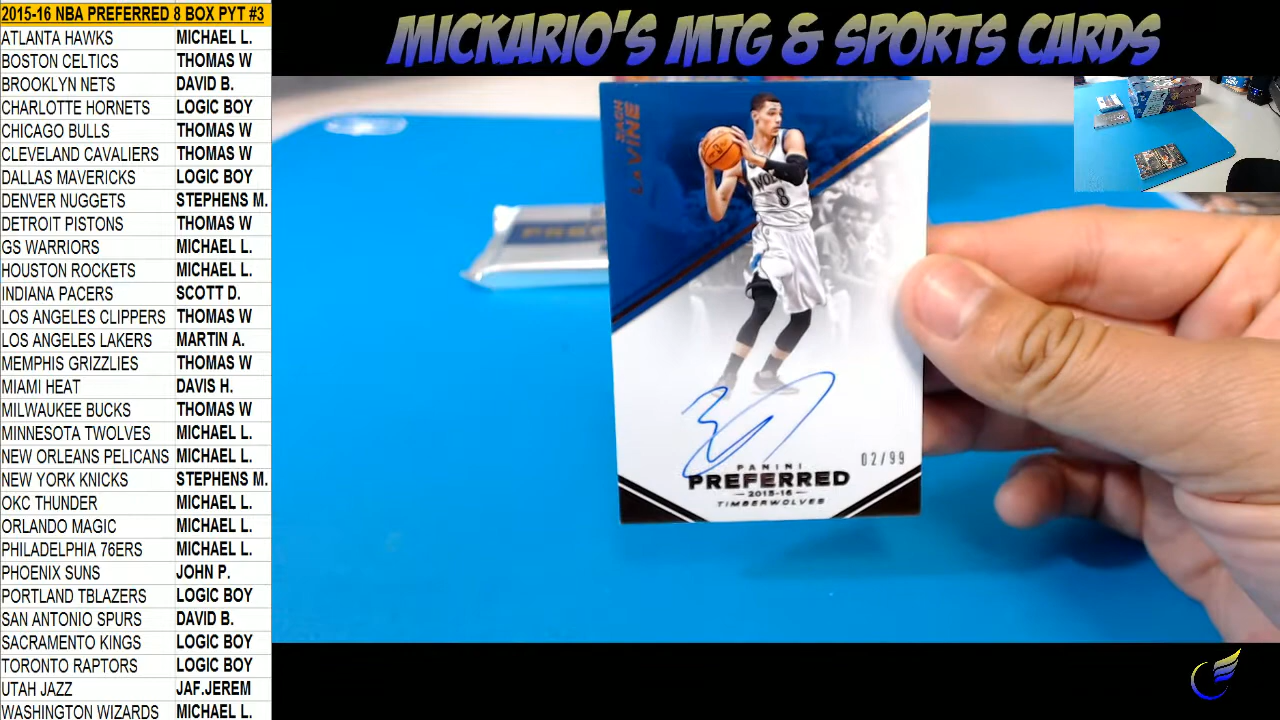 2015-16 NBA PREFERRED 8 BOX PYT #3
ATLANTA HAWKS MICHAEL L.
BOSTON CELTICS THOMAS W
BROOKLYN NETS DAVID B.
CHARLOTTE HORNETS LOGIC BOY
CHICAGO BULLS THOMAS W
CLEVELAND CAVALIERS THOMAS W
DALLAS MAVERICKS LOGIC BOY
DENVER NUGGETS STEPHENS M.
DETROIT PISTONS THOMAS W
GS WARRIORS MICHAEL L.
HOUSTON ROCKETS MICHAEL L.
INDIANA PACERS SCOTT D.
LOS ANGELES CLIPPERS THOMAS W
LOS ANGELES LAKERS MARTIN A.
MEMPHIS GRIZZLIES THOMAS W
MIAMI HEAT DAVIS H.
MILWAUKEE BUCKS THOMAS W
MINNESOTA TWOLVES MICHAEL L.
NEW ORLEANS PELICANS MICHAEL L.
NEW YORK KNICKS STEPHENS M.
OKC THUNDER MICHAEL L.
ORLANDO MAGIC MICHAEL L.
PHILADELPHIA 76ERS MICHAEL L.
PHOENIX SUNS JOHN P.
PORTLAND TBLAZERS LOGIC BOY
SAN ANTONIO SPURS DAVID B.
SACRAMENTO KINGS LOGIC BOY
TORONTO RAPTORS LOGIC BOY
UTAH JAZZ JAF.JEREM
WASHINGTON WIZARDS MICHAEL L.
MICKARIO'S MTG & SPORTS CARDS
ZACH
LaVINE
8
02/99
PANINI
PREFERRED
2015-16
TIMBERWOLVES